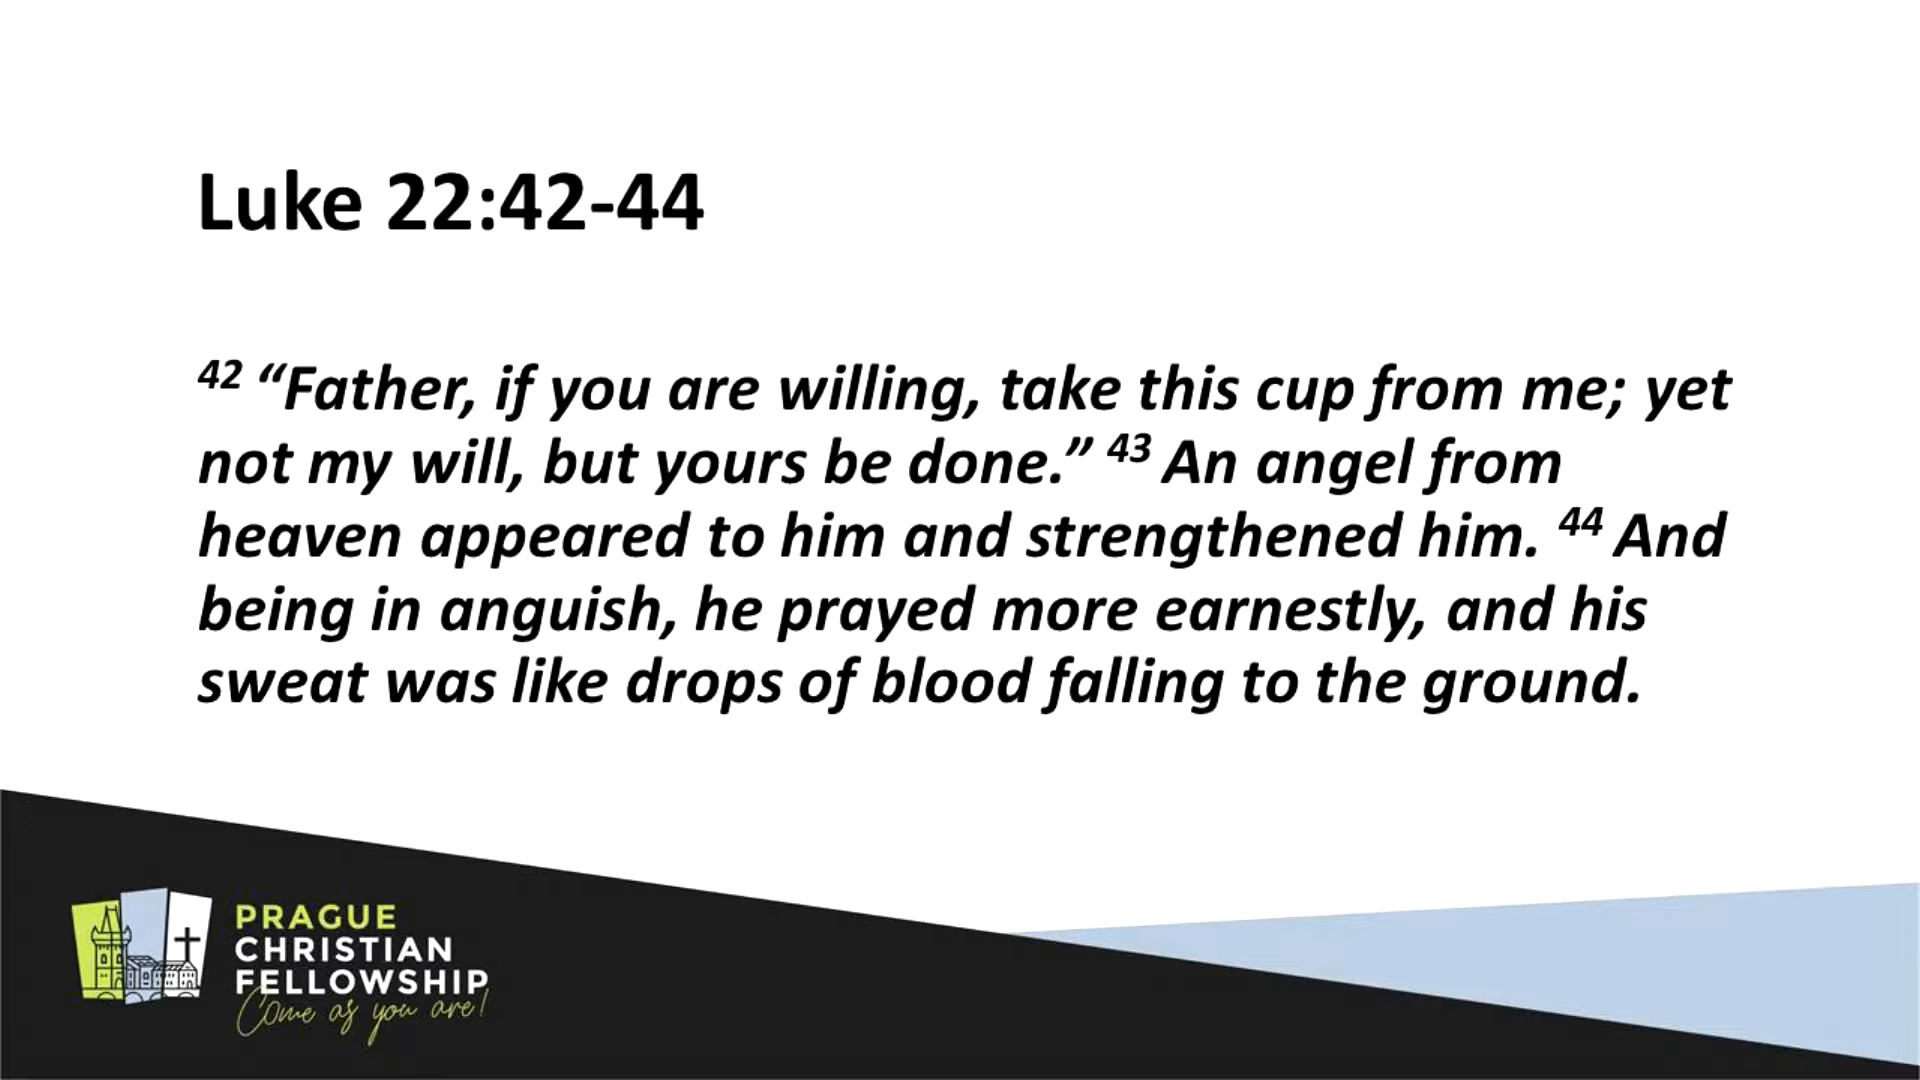 Luke 22:42-44
42 “Father, if you are willing, take this cup from me; yet
not my will, but yours be done.” 43 An angel from
heaven appeared to him and strengthened him. 44 And
being in anguish, he prayed more earnestly, and his
sweat was like drops of blood falling to the ground.
PRAGUE
CHRISTIAN
FELLOWSHIP
Come as you are!